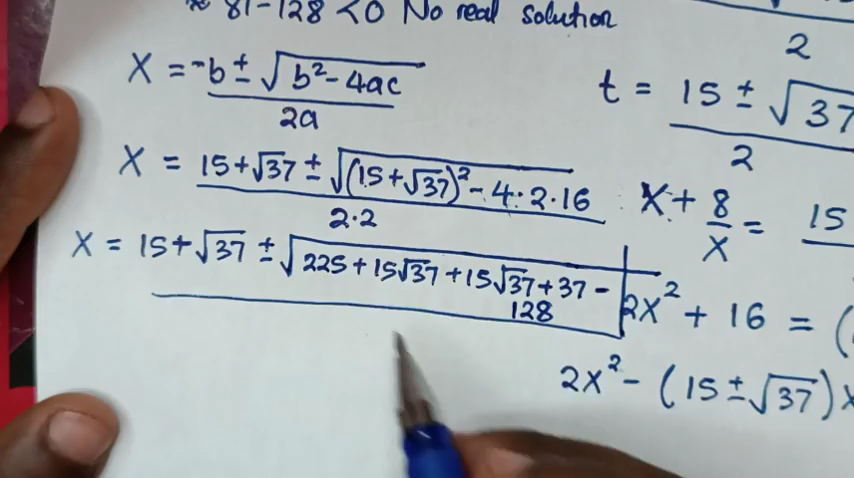 81-128 <0 No real solution
X = -b ± √b² - 4ac
2a
X = 15+√37 ± √(15+√37)² - 4·2·16
2·2
X = 15+√37 ± √225 + 15√37 + 15√37 + 37 -
128
2
t = 15 ± √37
2
X + 8/X = 15
2X² + 16 = (
2X² - (15 ± √37)X